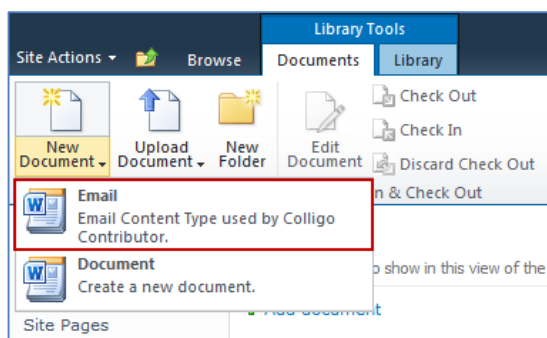 Library Tools
Site Actions Browse Documents Library
New Document
Upload Document
New Folder
Edit Document
Check Out
Check In
Discard Check Out
n & Check Out
Email
Email Content Type used by Colligo
Contributor.
Document
Create a new document.
o show in this view of the
Add document
Site Pages